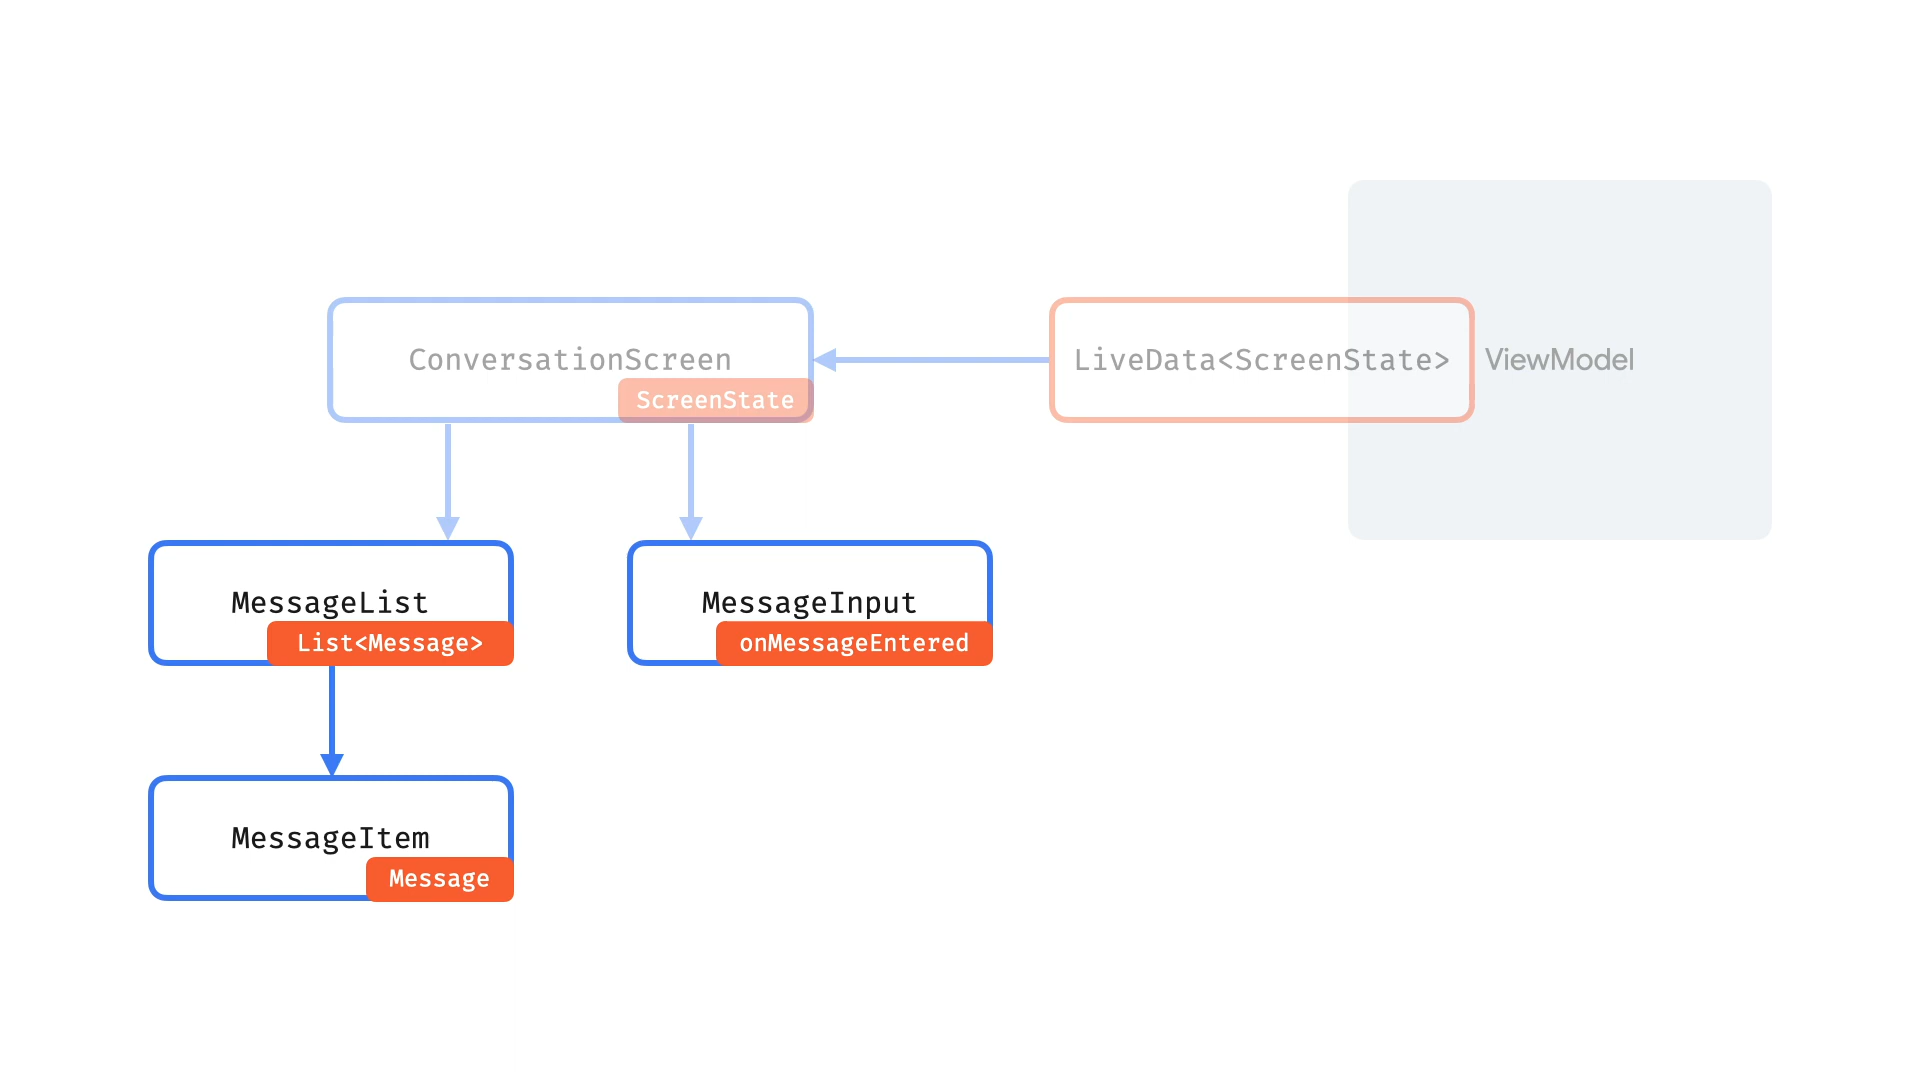 ConversationScreen
ScreenState
LiveData<ScreenState>
ViewModel
MessageList
List<Message>
MessageInput
onMessageEntered
MessageItem
Message